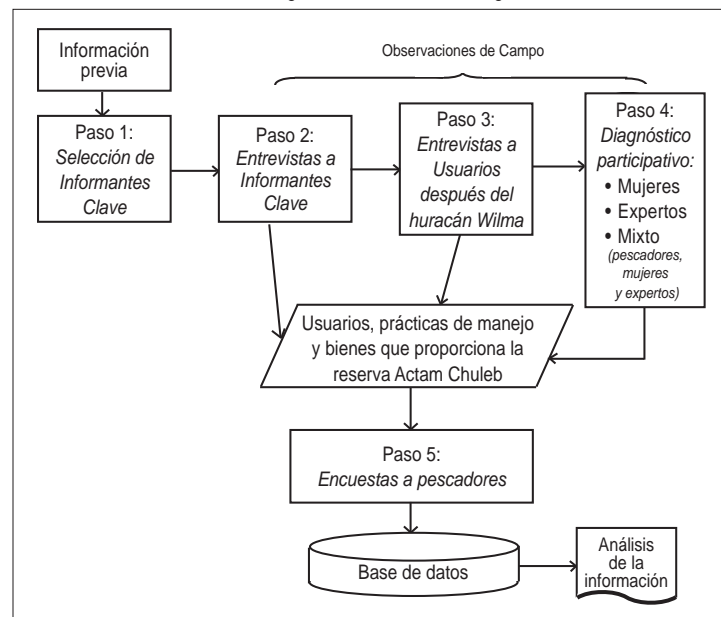 Información
previa
Observaciones de Campo
Paso 1:
Selección de
Informantes
Clave
Paso 2:
Entrevistas a
Informantes
Clave
Paso 3:
Entrevistas a
Usuarios
después del
huracán Wilma
Paso 4:
Diagnóstico
participativo:
• Mujeres
• Expertos
• Mixto
(pescadores,
mujeres
y expertos)
Usuarios, prácticas de manejo
y bienes que proporciona la
reserva Actam Chuleb
Paso 5:
Encuestas a pescadores
Base de datos
Análisis
de la
información